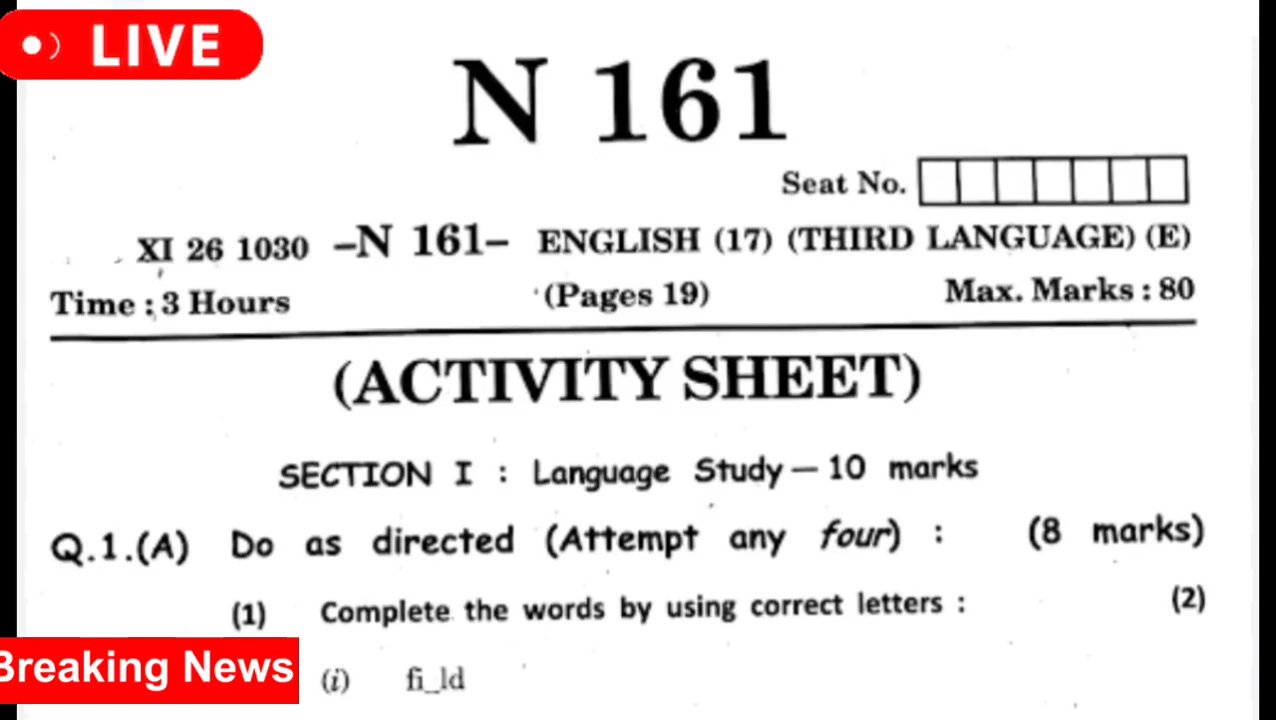 LIVE
N 161
Seat No.
XI 26 1030 –N 161– ENGLISH (17) (THIRD LANGUAGE) (E)
Time : 3 Hours (Pages 19) Max. Marks : 80
(ACTIVITY SHEET)
SECTION I : Language Study – 10 marks
Q.1.(A) Do as directed (Attempt any four) : (8 marks)
(1) Complete the words by using correct letters : (2)
Breaking News
(i) fi_ld